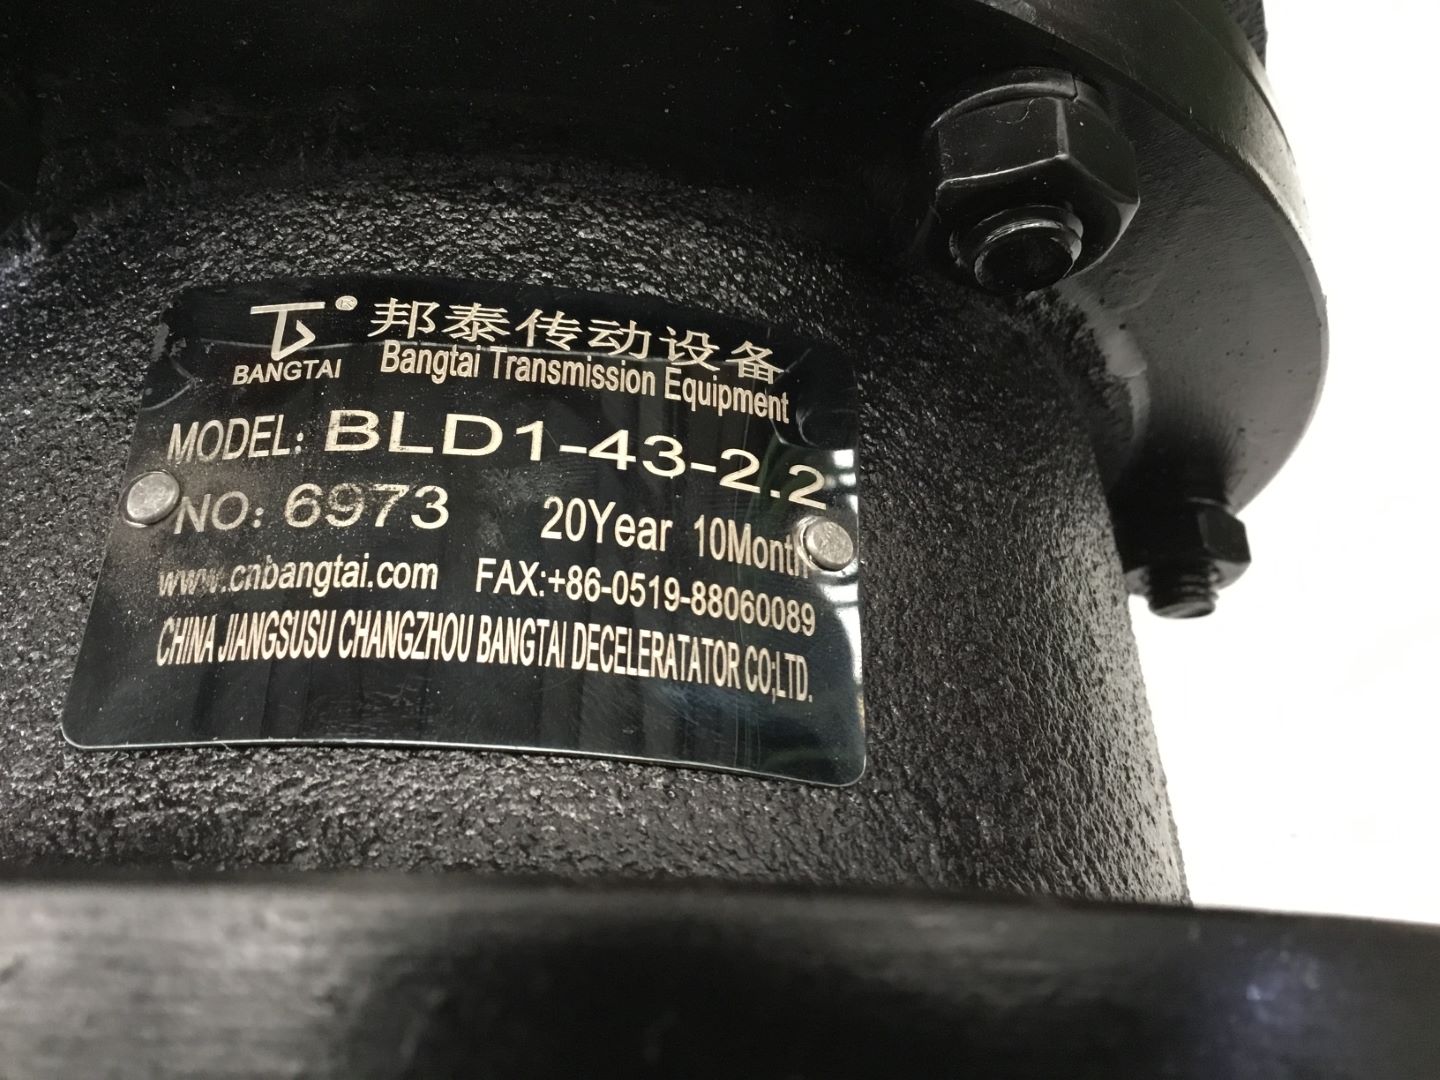 ® 邦泰传动设备
BANGTAI Bangtai Transmission Equipment
MODEL: BLD1-43-2.2
NO: 6973 20Year 10Month
www.cnbangtai.com FAX:+86-0519-88060089
CHINA JIANGSUSU CHANGZHOU BANGTAI DECELERATATOR CO;LTD.